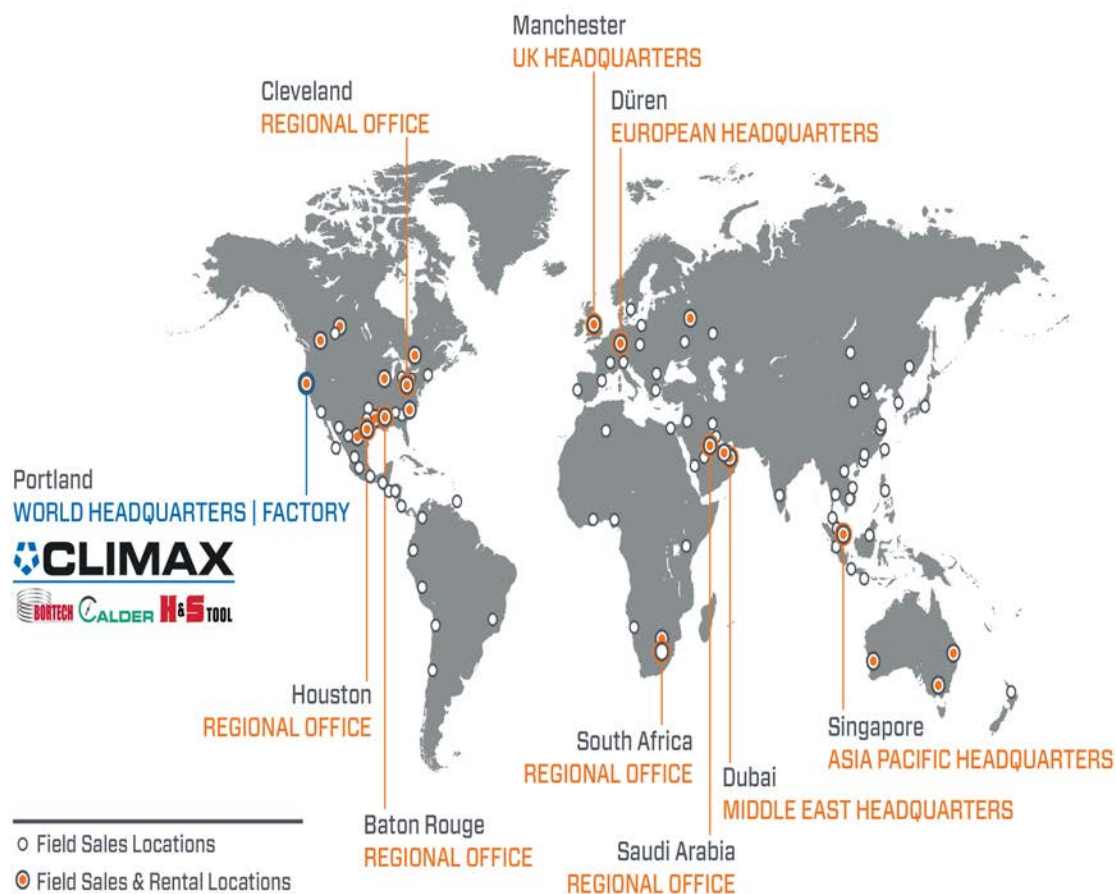 Manchester
UK HEADQUARTERS
Cleveland
REGIONAL OFFICE
Düren
EUROPEAN HEADQUARTERS
Portland
WORLD HEADQUARTERS | FACTORY
CLIMAX
BORTECH CALDER H&S TOOL
Houston
REGIONAL OFFICE
South Africa
REGIONAL OFFICE
Singapore
ASIA PACIFIC HEADQUARTERS
Dubai
MIDDLE EAST HEADQUARTERS
Baton Rouge
REGIONAL OFFICE
Saudi Arabia
REGIONAL OFFICE
Field Sales Locations
Field Sales & Rental Locations